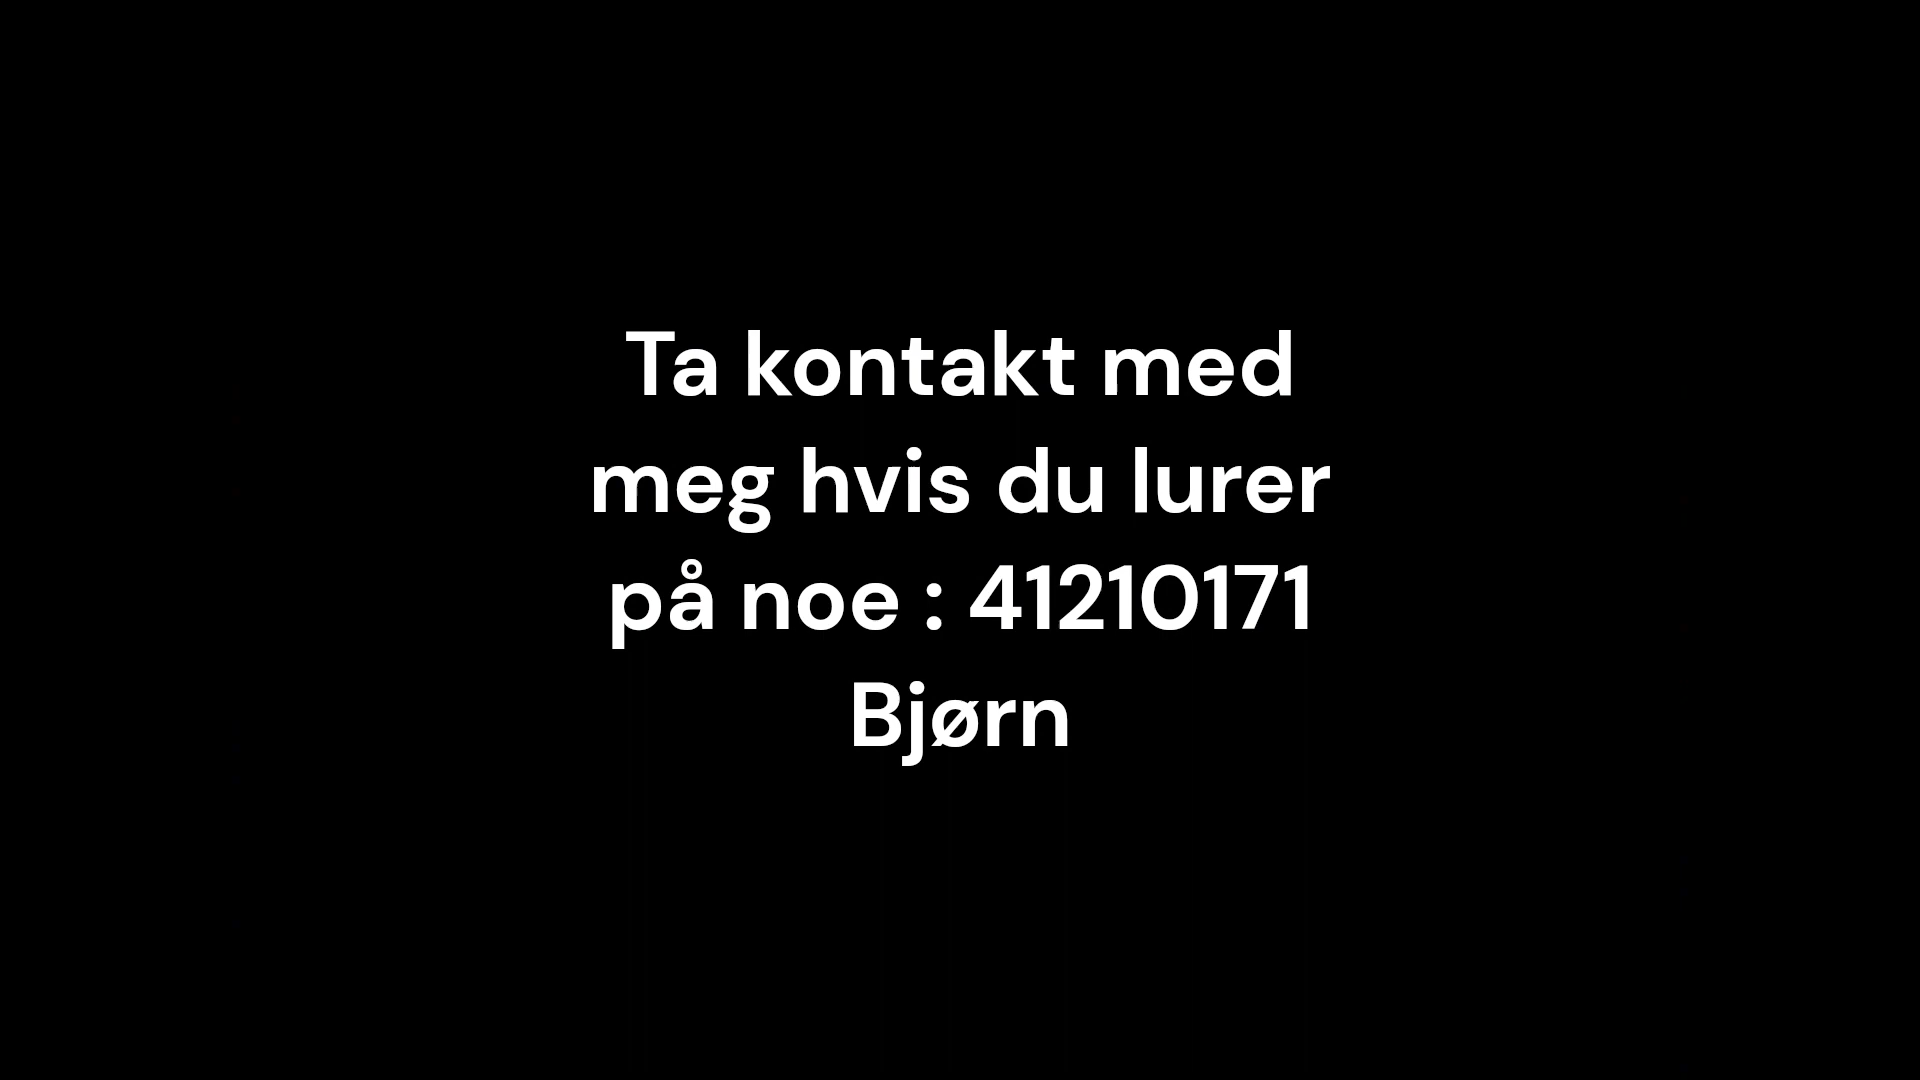 Ta kontakt med
meg hvis du lurer
på noe : 41210171
Bjørn